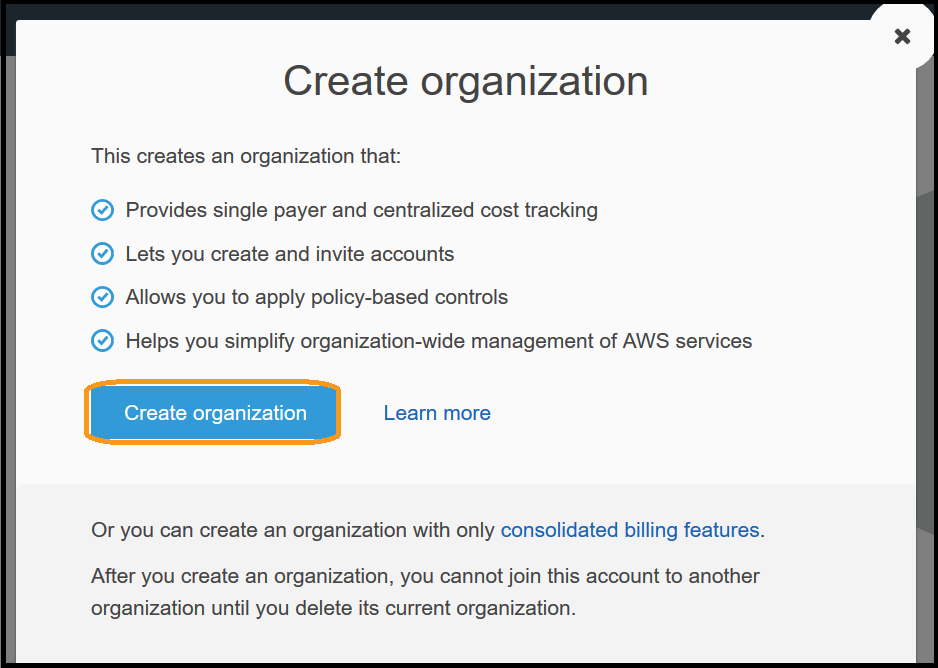 Create organization
This creates an organization that:
Provides single payer and centralized cost tracking
Lets you create and invite accounts
Allows you to apply policy-based controls
Helps you simplify organization-wide management of AWS services
Create organization
Learn more
Or you can create an organization with only consolidated billing features.
After you create an organization, you cannot join this account to another
organization until you delete its current organization.